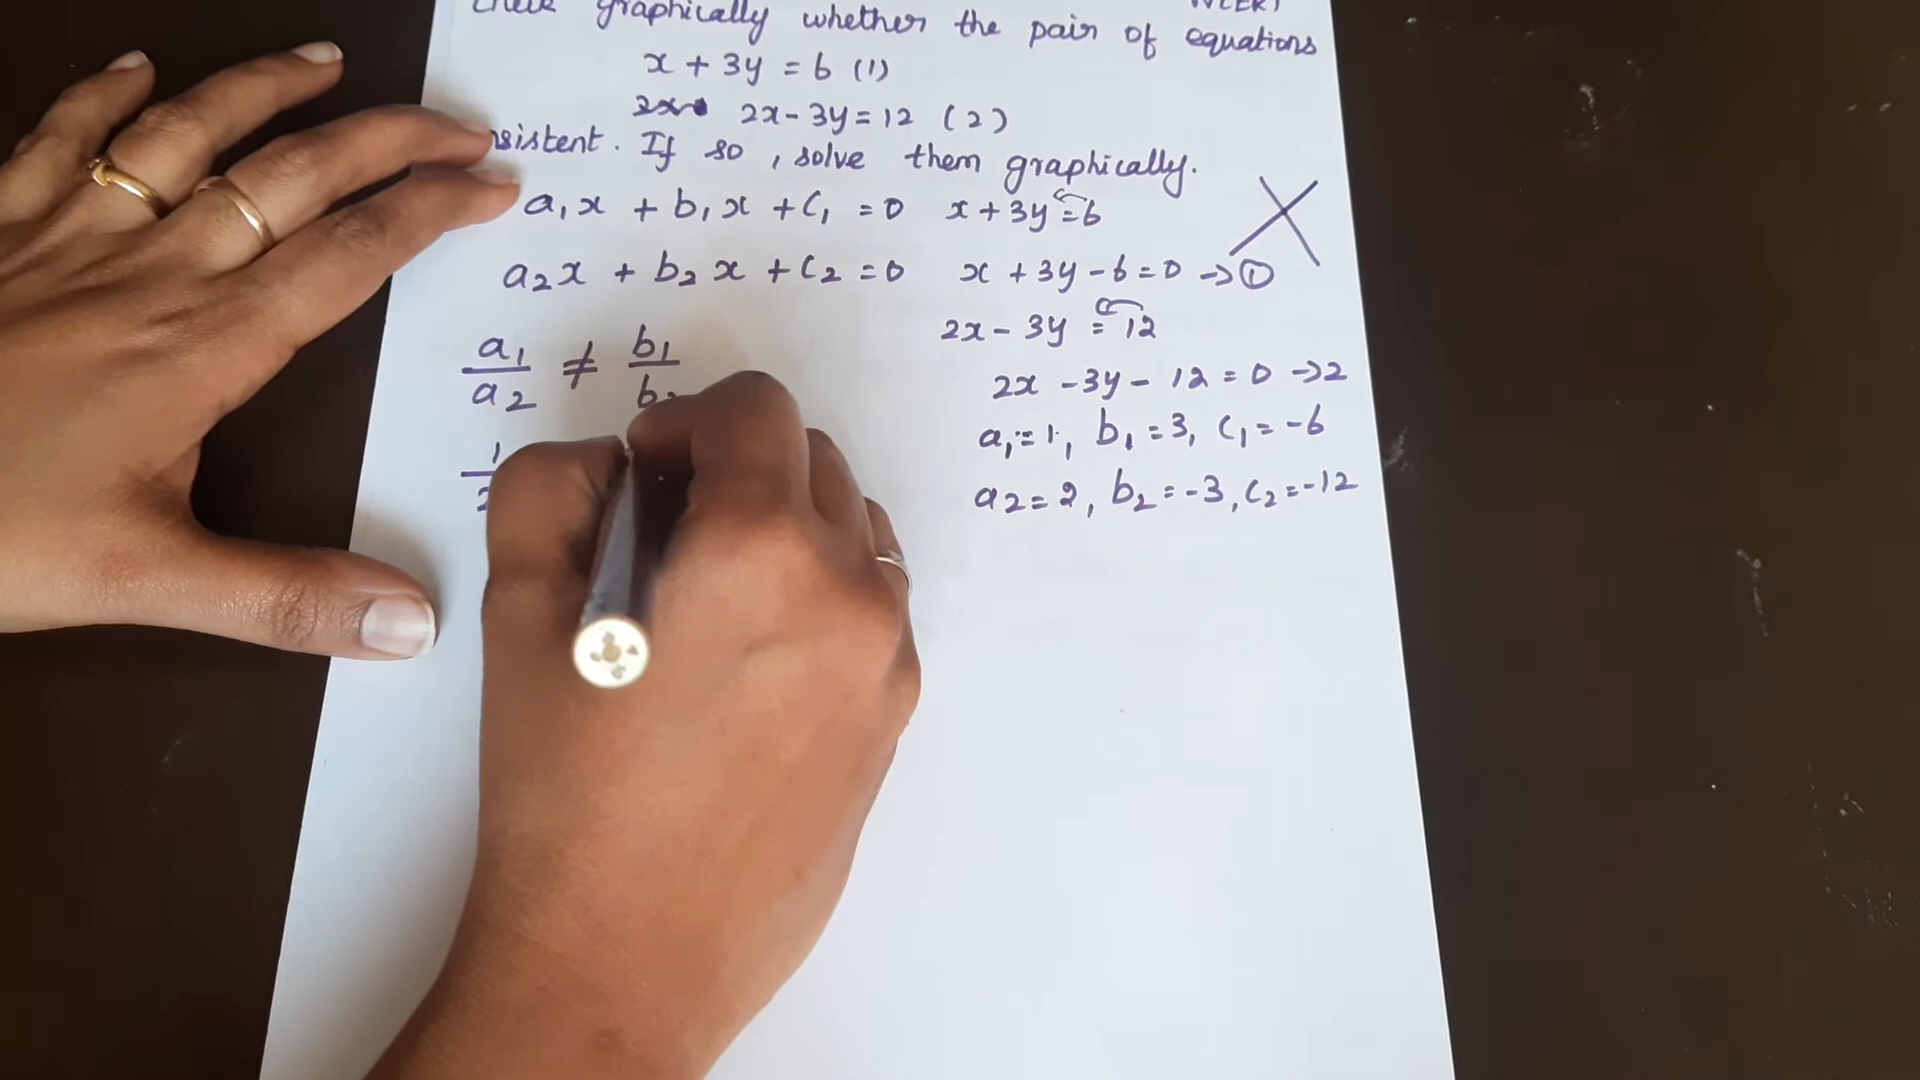 graphically whether the pair of equations
x + 3y = 6 (1)
2x - 3y = 12 (2)
If so, solve them graphically.
a₁x + b₁x + C₁ = 0 x + 3y = 6
a₂x + b₂x + C₂ = 0 x + 3y - 6 = 0 → ①
2x - 3y = 12
a₁/a₂ ≠ b₁/b₂
2x - 3y - 12 = 0 → 2
a₁ = 1, b₁ = 3, C₁ = -6
1/2
a₂ = 2, b₂ = -3, C₂ = -12